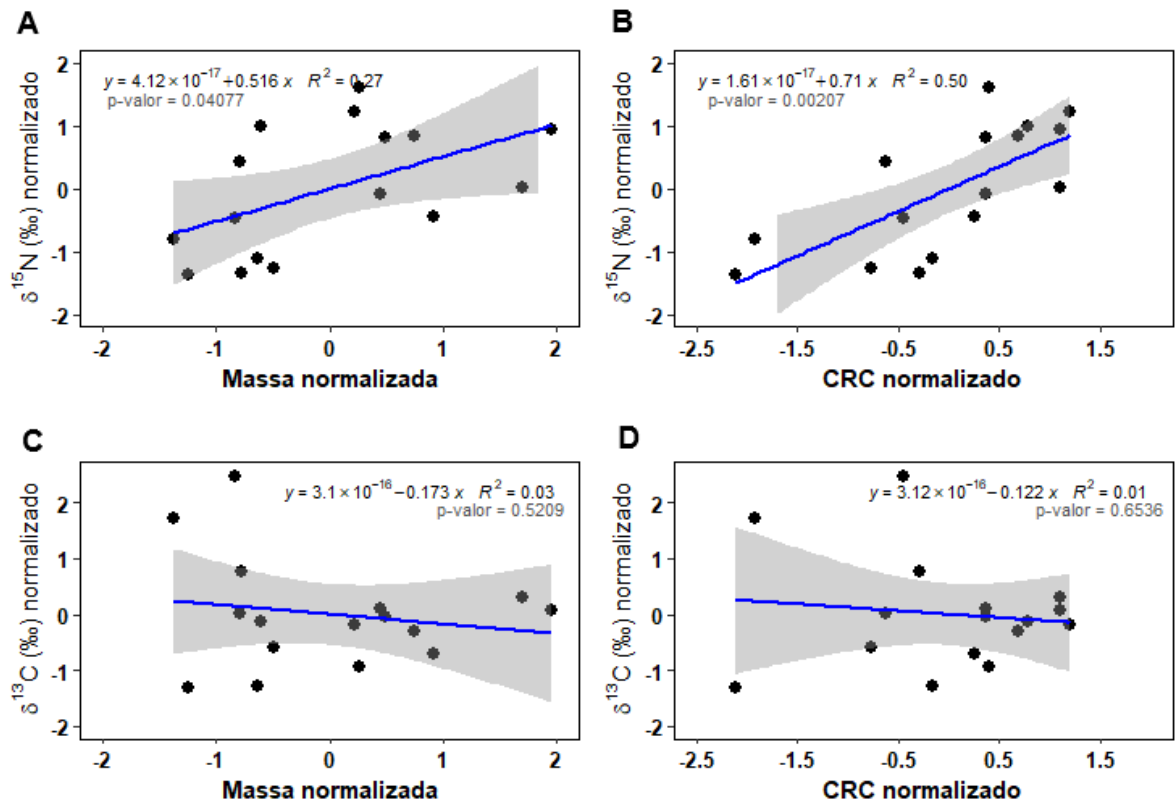 A
y = 4.12 × 10⁻¹⁷ + 0.516 x R² = 0.27
p-valor = 0.04077
δ¹⁵N (‰) normalizado
2
1
0
-1
-2
-2
-1
0
1
2
Massa normalizada
B
y = 1.61 × 10⁻¹⁷ + 0.71 x R² = 0.50
p-valor = 0.00207
δ¹⁵N (‰) normalizado
2
1
0
-1
-2
-2.5
-1.5
-0.5
0.5
1.5
CRC normalizado
C
y = 3.1 × 10⁻¹⁶ − 0.173 x R² = 0.03
p-valor = 0.5209
δ¹³C (‰) normalizado
2
1
0
-1
-2
-2
-1
0
1
2
Massa normalizada
D
y = 3.12 × 10⁻¹⁶ − 0.122 x R² = 0.01
p-valor = 0.6536
δ¹³C (‰) normalizado
2
1
0
-1
-2
-2.5
-1.5
-0.5
0.5
1.5
CRC normalizado